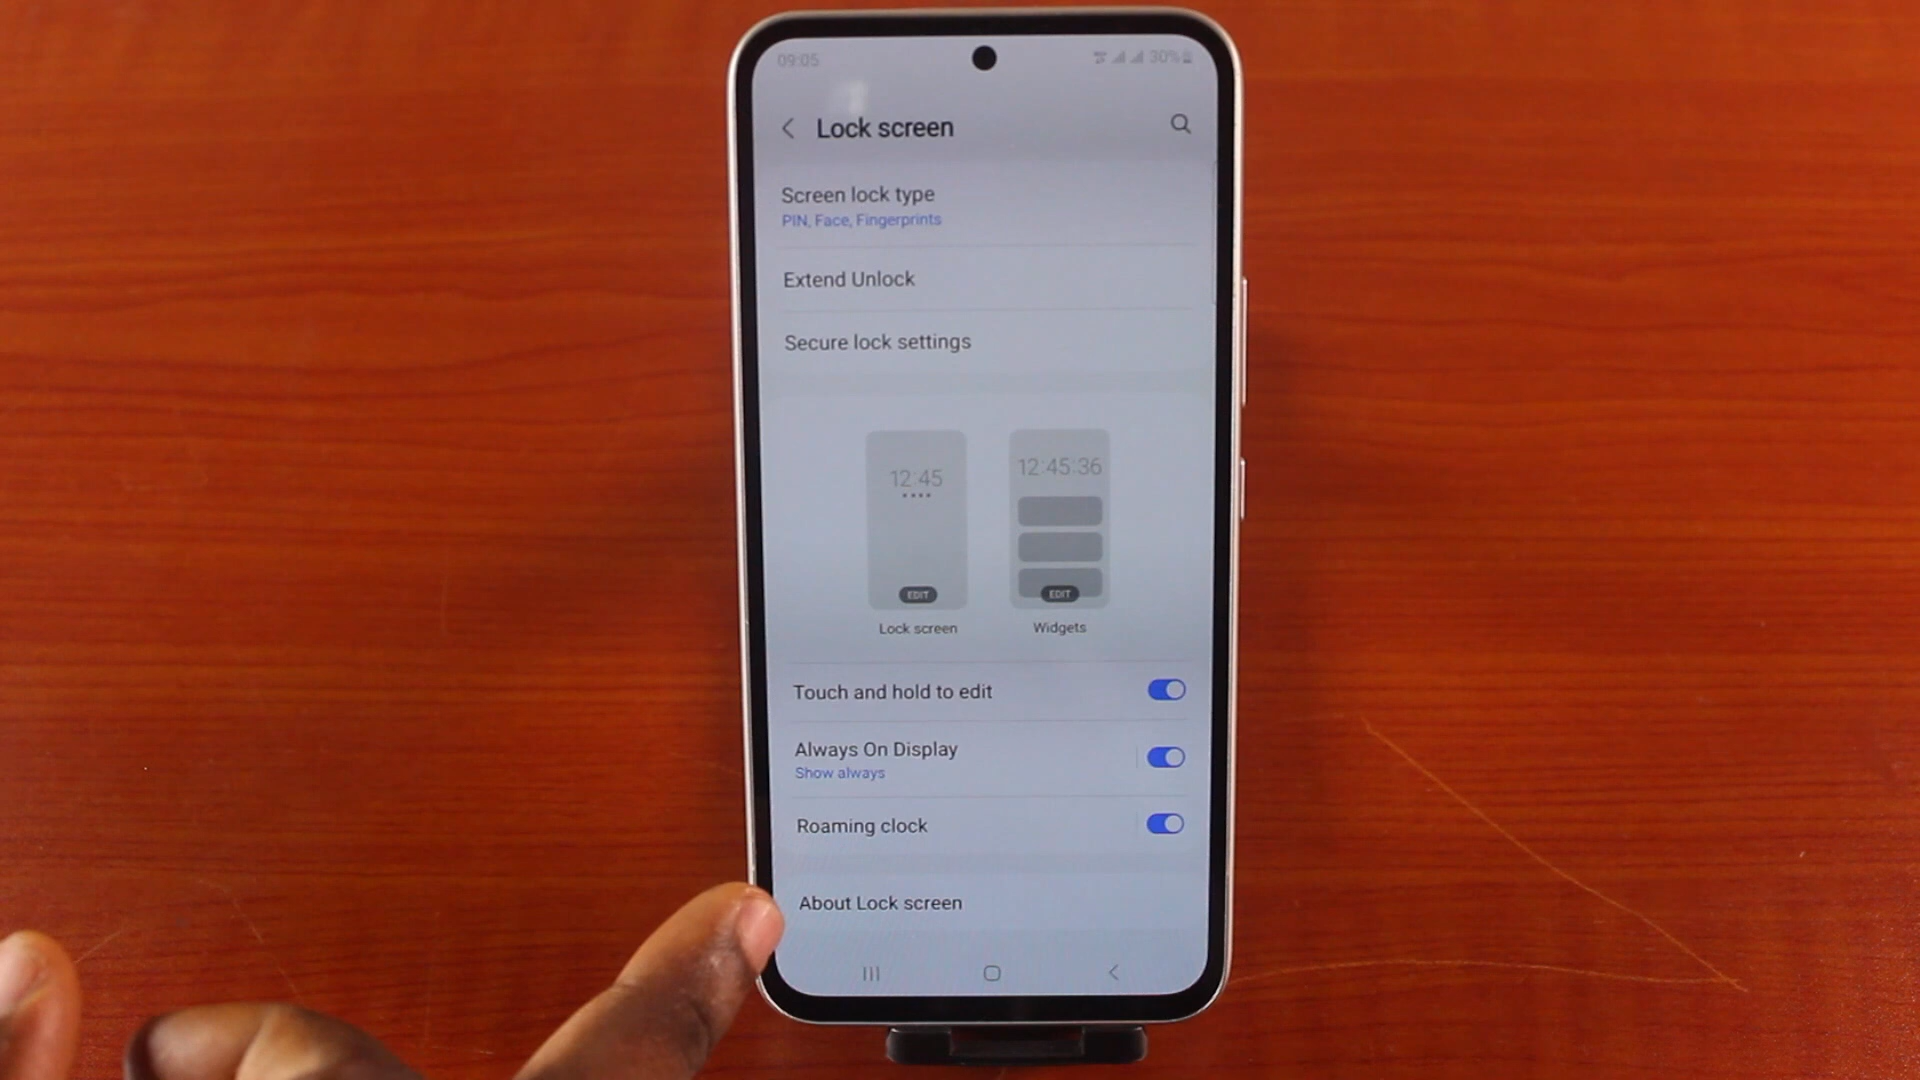 09:05
30%
Lock screen
Screen lock type
PIN, Face, Fingerprints
Extend Unlock
Secure lock settings
12:45
12:45:36
EDIT
EDIT
Lock screen
Widgets
Touch and hold to edit
Always On Display
Show always
Roaming clock
About Lock screen